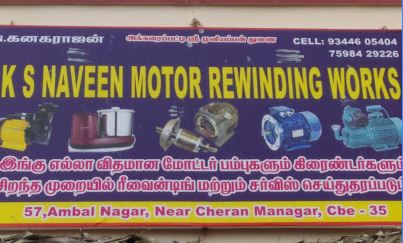 N.கனகராஜன்
அக்கரைப்பட்டி ஸ்ரீ முனியப்பன் துணை
CELL: 93446 05404
75984 29226
K S NAVEEN MOTOR REWINDING WORKS
இங்கு எல்லா விதமான மோட்டர் பம்புகளும் கிரைண்டர்களும்
சிறந்த முறையில் ரீவைண்டிங் மற்றும் சர்விஸ் செய்துதரப்படும்
57,Ambal Nagar, Near Cheran Managar, Cbe - 35